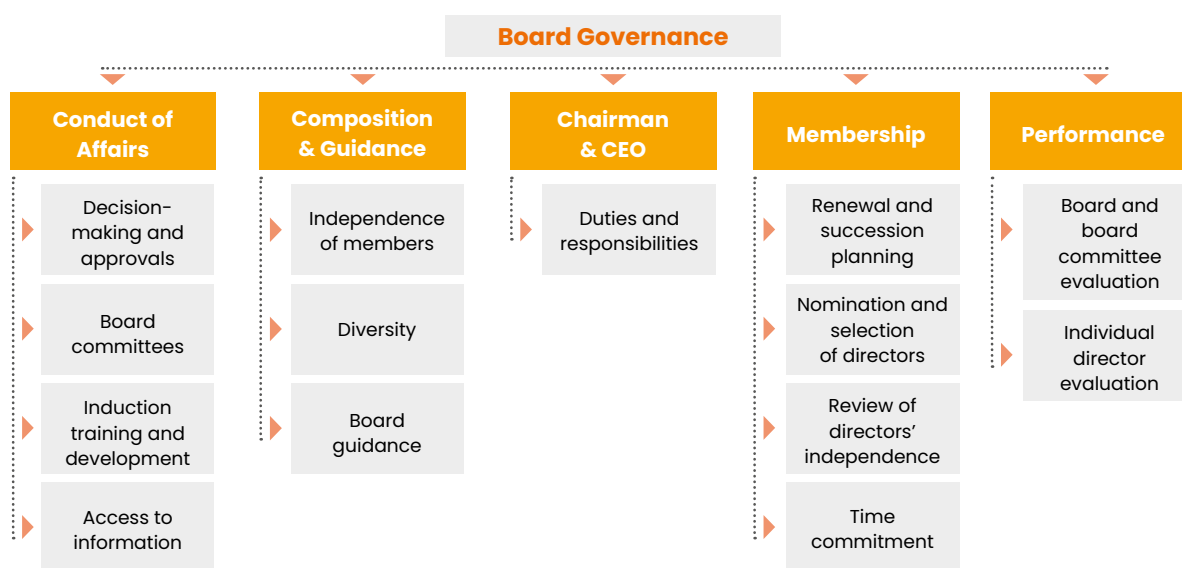 Board Governance
Conduct of
Affairs
Decision-
making and
approvals
Board
committees
Induction
training and
development
Access to
information
Composition
& Guidance
Independence
of members
Diversity
Board
guidance
Chairman
& CEO
Duties and
responsibilities
Membership
Renewal and
succession
planning
Nomination and
selection
of directors
Review of
directors’
independence
Time
commitment
Performance
Board and
board
committee
evaluation
Individual
director
evaluation